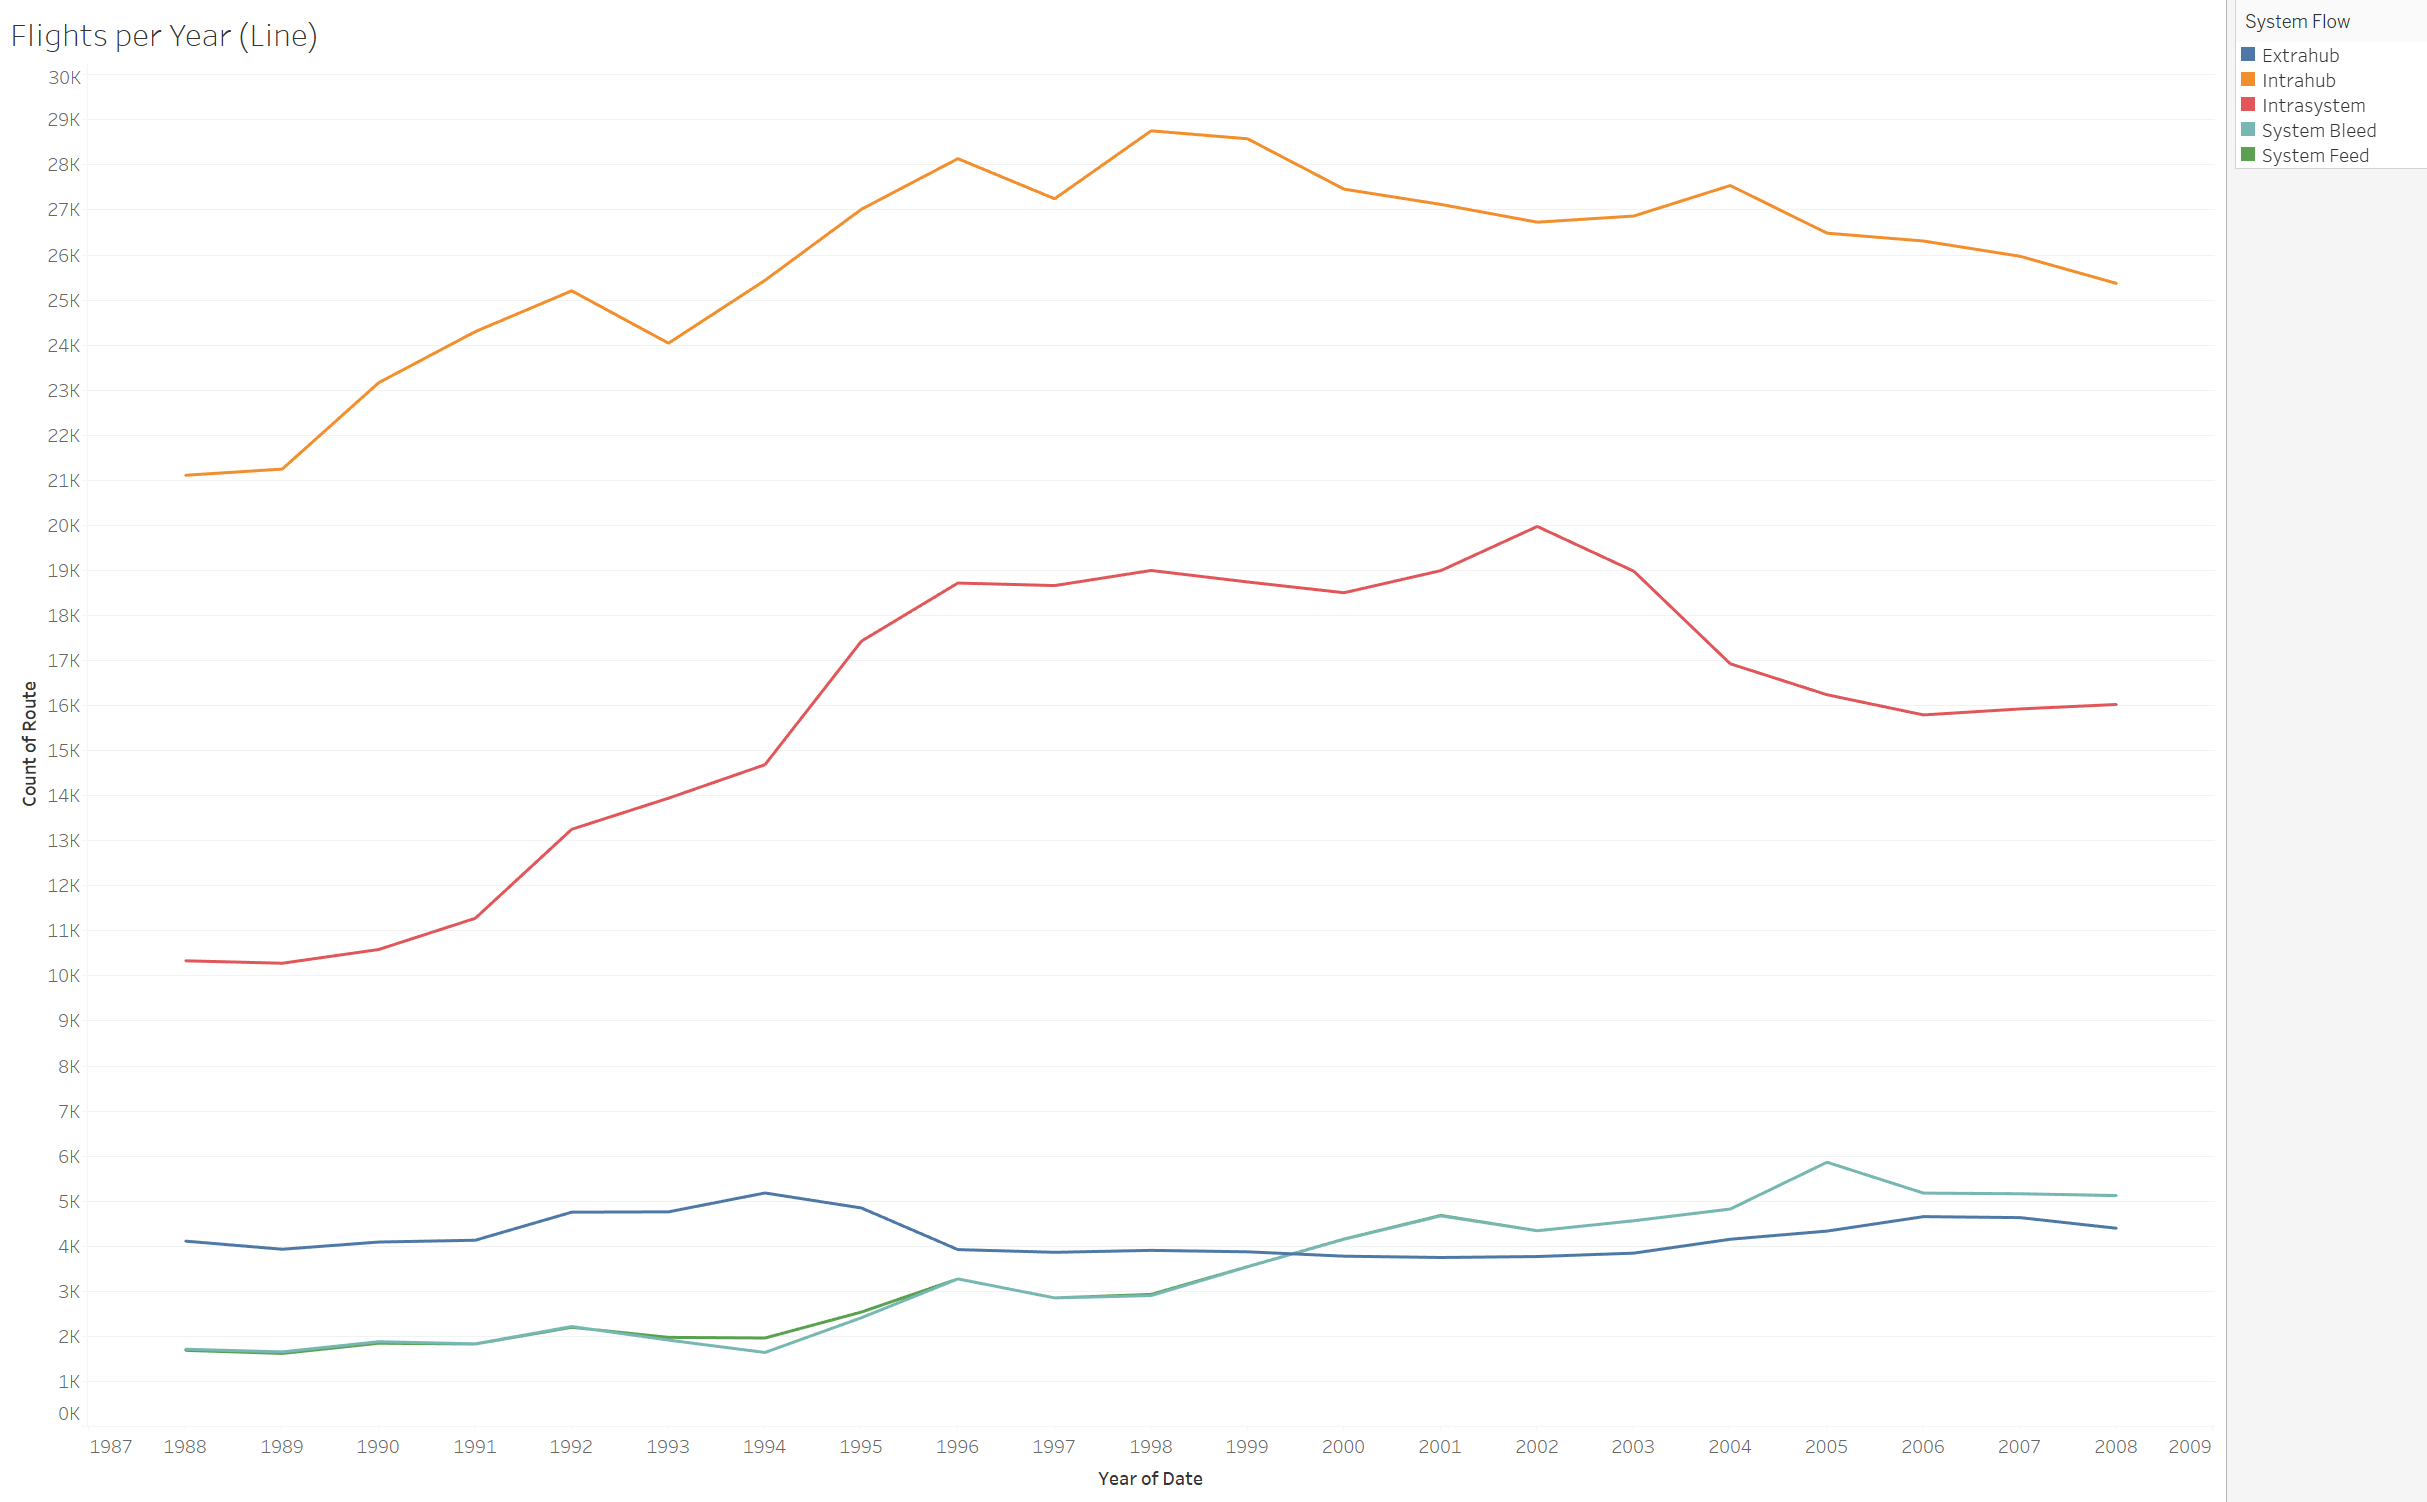 Flights per Year (Line)
System Flow
Extrahub
Intrahub
Intrasystem
System Bleed
System Feed
Count of Route
30K
29K
28K
27K
26K
25K
24K
23K
22K
21K
20K
19K
18K
17K
16K
15K
14K
13K
12K
11K
10K
9K
8K
7K
6K
5K
4K
3K
2K
1K
0K
1987 1988 1989 1990 1991 1992 1993 1994 1995 1996 1997 1998 1999 2000 2001 2002 2003 2004 2005 2006 2007 2008 2009
Year of Date